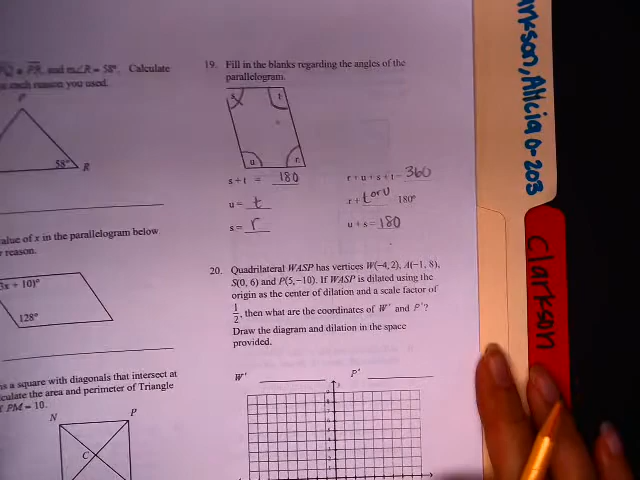 PR, and m∠R = 58°. Calculate
each reason you used.
P
58°
R
value of x in the parallelogram below
reason.
3x + 10)°
128°
is a square with diagonals that intersect at
culate the area and perimeter of Triangle
PM = 10.
N
P
C
19. Fill in the blanks regarding the angles of the
parallelogram.
s
t
u
r
s + t = 180
r + u + s + t = 360
u = t
r + t or u 180°
s = r
u + s = 180
20. Quadrilateral WASP has vertices W(−4, 2), A(−1, 8),
S(0, 6) and P(5, −10). If WASP is dilated using the
origin as the center of dilation and a scale factor of
1/2, then what are the coordinates of W' and P'?
Draw the diagram and dilation in the space
provided.
W'
P'
y
Clarkson